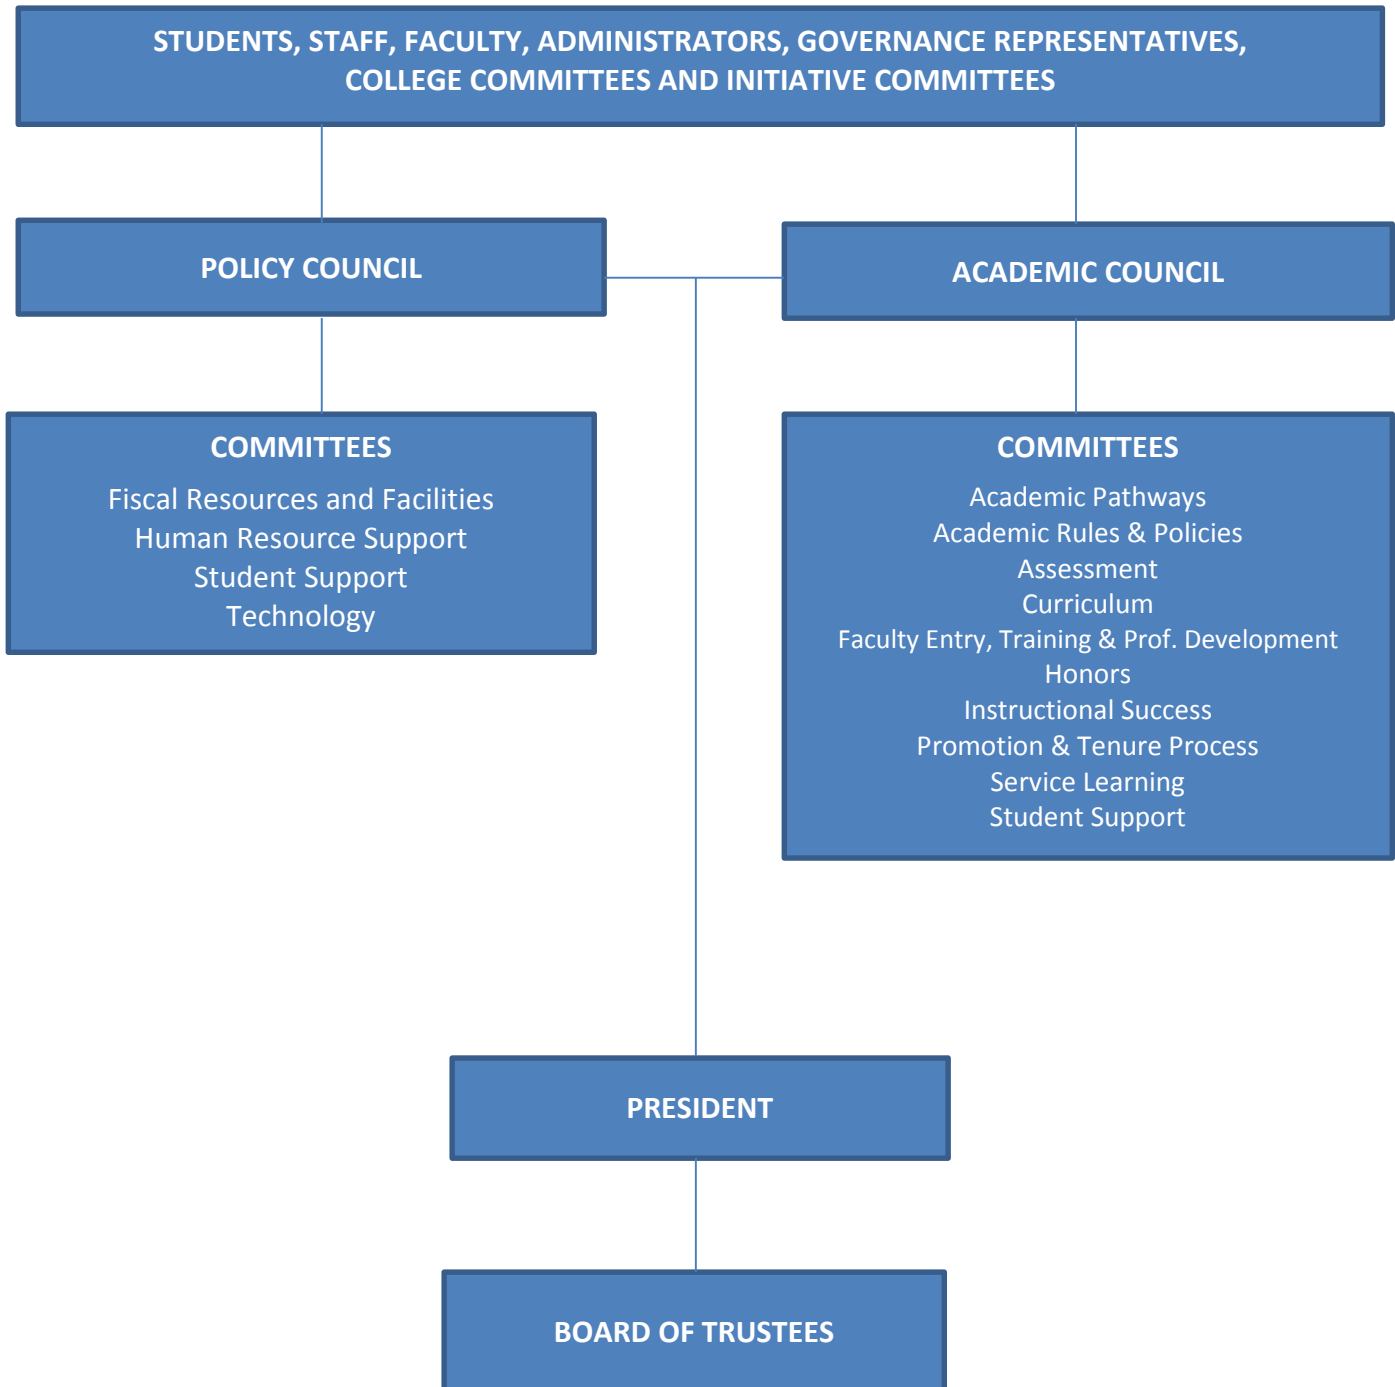 STUDENTS, STAFF, FACULTY, ADMINISTRATORS, GOVERNANCE REPRESENTATIVES,
COLLEGE COMMITTEES AND INITIATIVE COMMITTEES
POLICY COUNCIL
ACADEMIC COUNCIL
COMMITTEES
Fiscal Resources and Facilities
Human Resource Support
Student Support
Technology
COMMITTEES
Academic Pathways
Academic Rules & Policies
Assessment
Curriculum
Faculty Entry, Training & Prof. Development
Honors
Instructional Success
Promotion & Tenure Process
Service Learning
Student Support
PRESIDENT
BOARD OF TRUSTEES